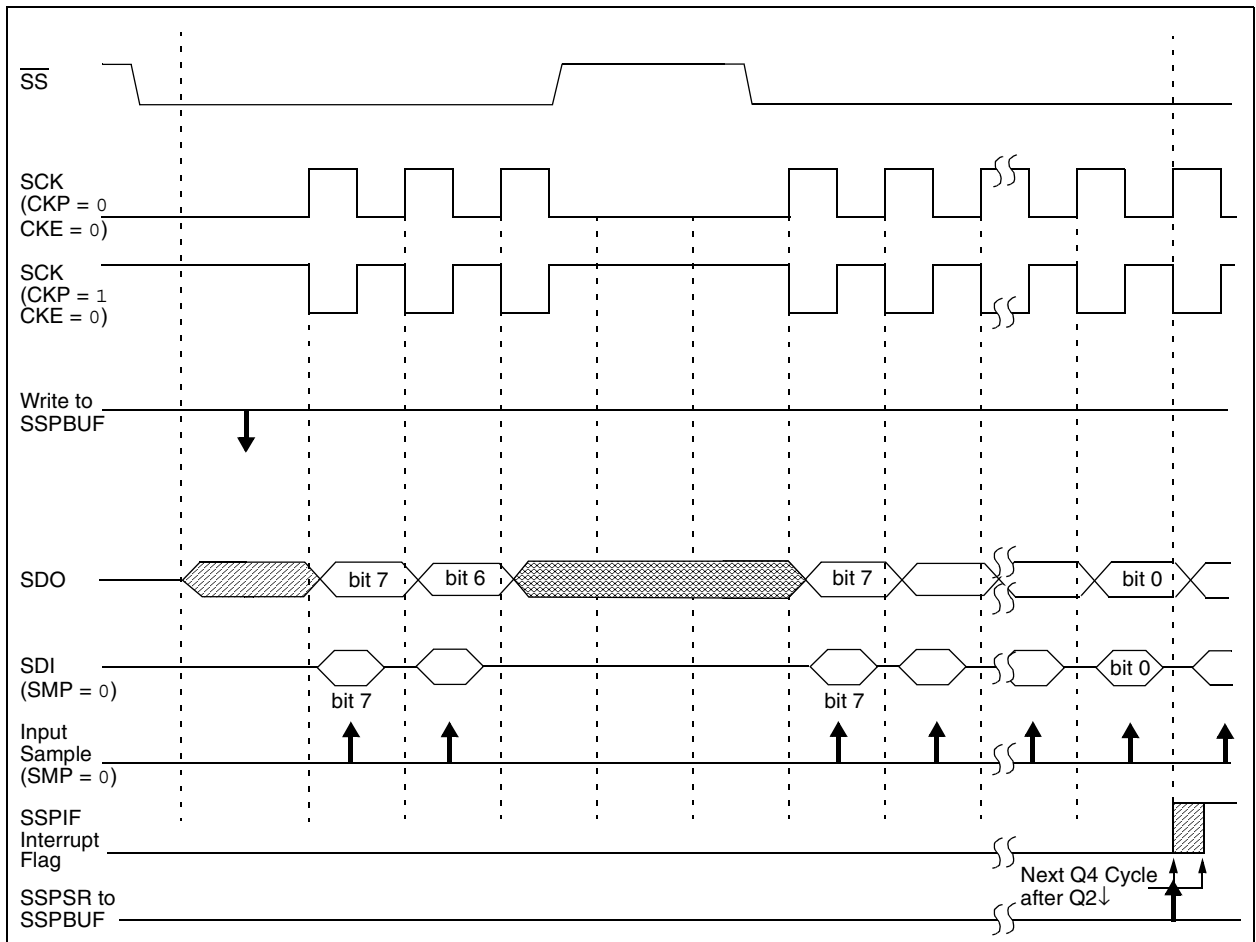 SS
SCK
(CKP = 0
CKE = 0)
SCK
(CKP = 1
CKE = 0)
Write to
SSPBUF
SDO
bit 7
bit 6
bit 7
bit 0
SDI
(SMP = 0)
bit 7
bit 7
bit 0
Input
Sample
(SMP = 0)
SSPIF
Interrupt
Flag
SSPSR to
SSPBUF
Next Q4 Cycle
after Q2↓